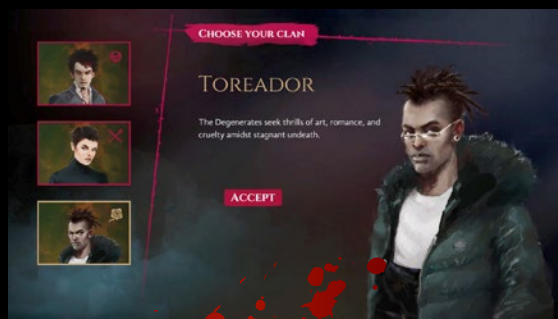 CHOOSE YOUR CLAN
TOREADOR
The Degenerates seek thrills of art, romance, and
cruelty amidst stagnant undeath.
ACCEPT